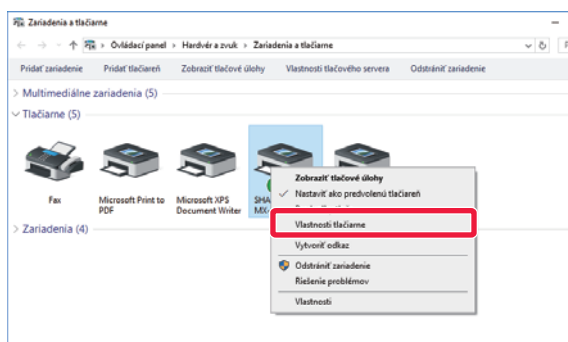 Zariadenia a tlačiarne
Ovládací panel > Hardvér a zvuk > Zariadenia a tlačiarne
Pridať zariadenie Pridať tlačiareň Zobraziť tlačové úlohy Vlastnosti tlačového servera Odstrániť zariadenie
Multimediálne zariadenia (5)
Tlačiarne (5)
Fax
Microsoft Print to
PDF
Microsoft XPS
Document Writer
SHA
MX-
Zobraziť tlačové úlohy
Nastaviť ako predvolenú tlačiareň
Vlastnosti tlačiarne
Vytvoriť odkaz
Odstrániť zariadenie
Riešenie problémov
Vlastnosti
Zariadenia (4)